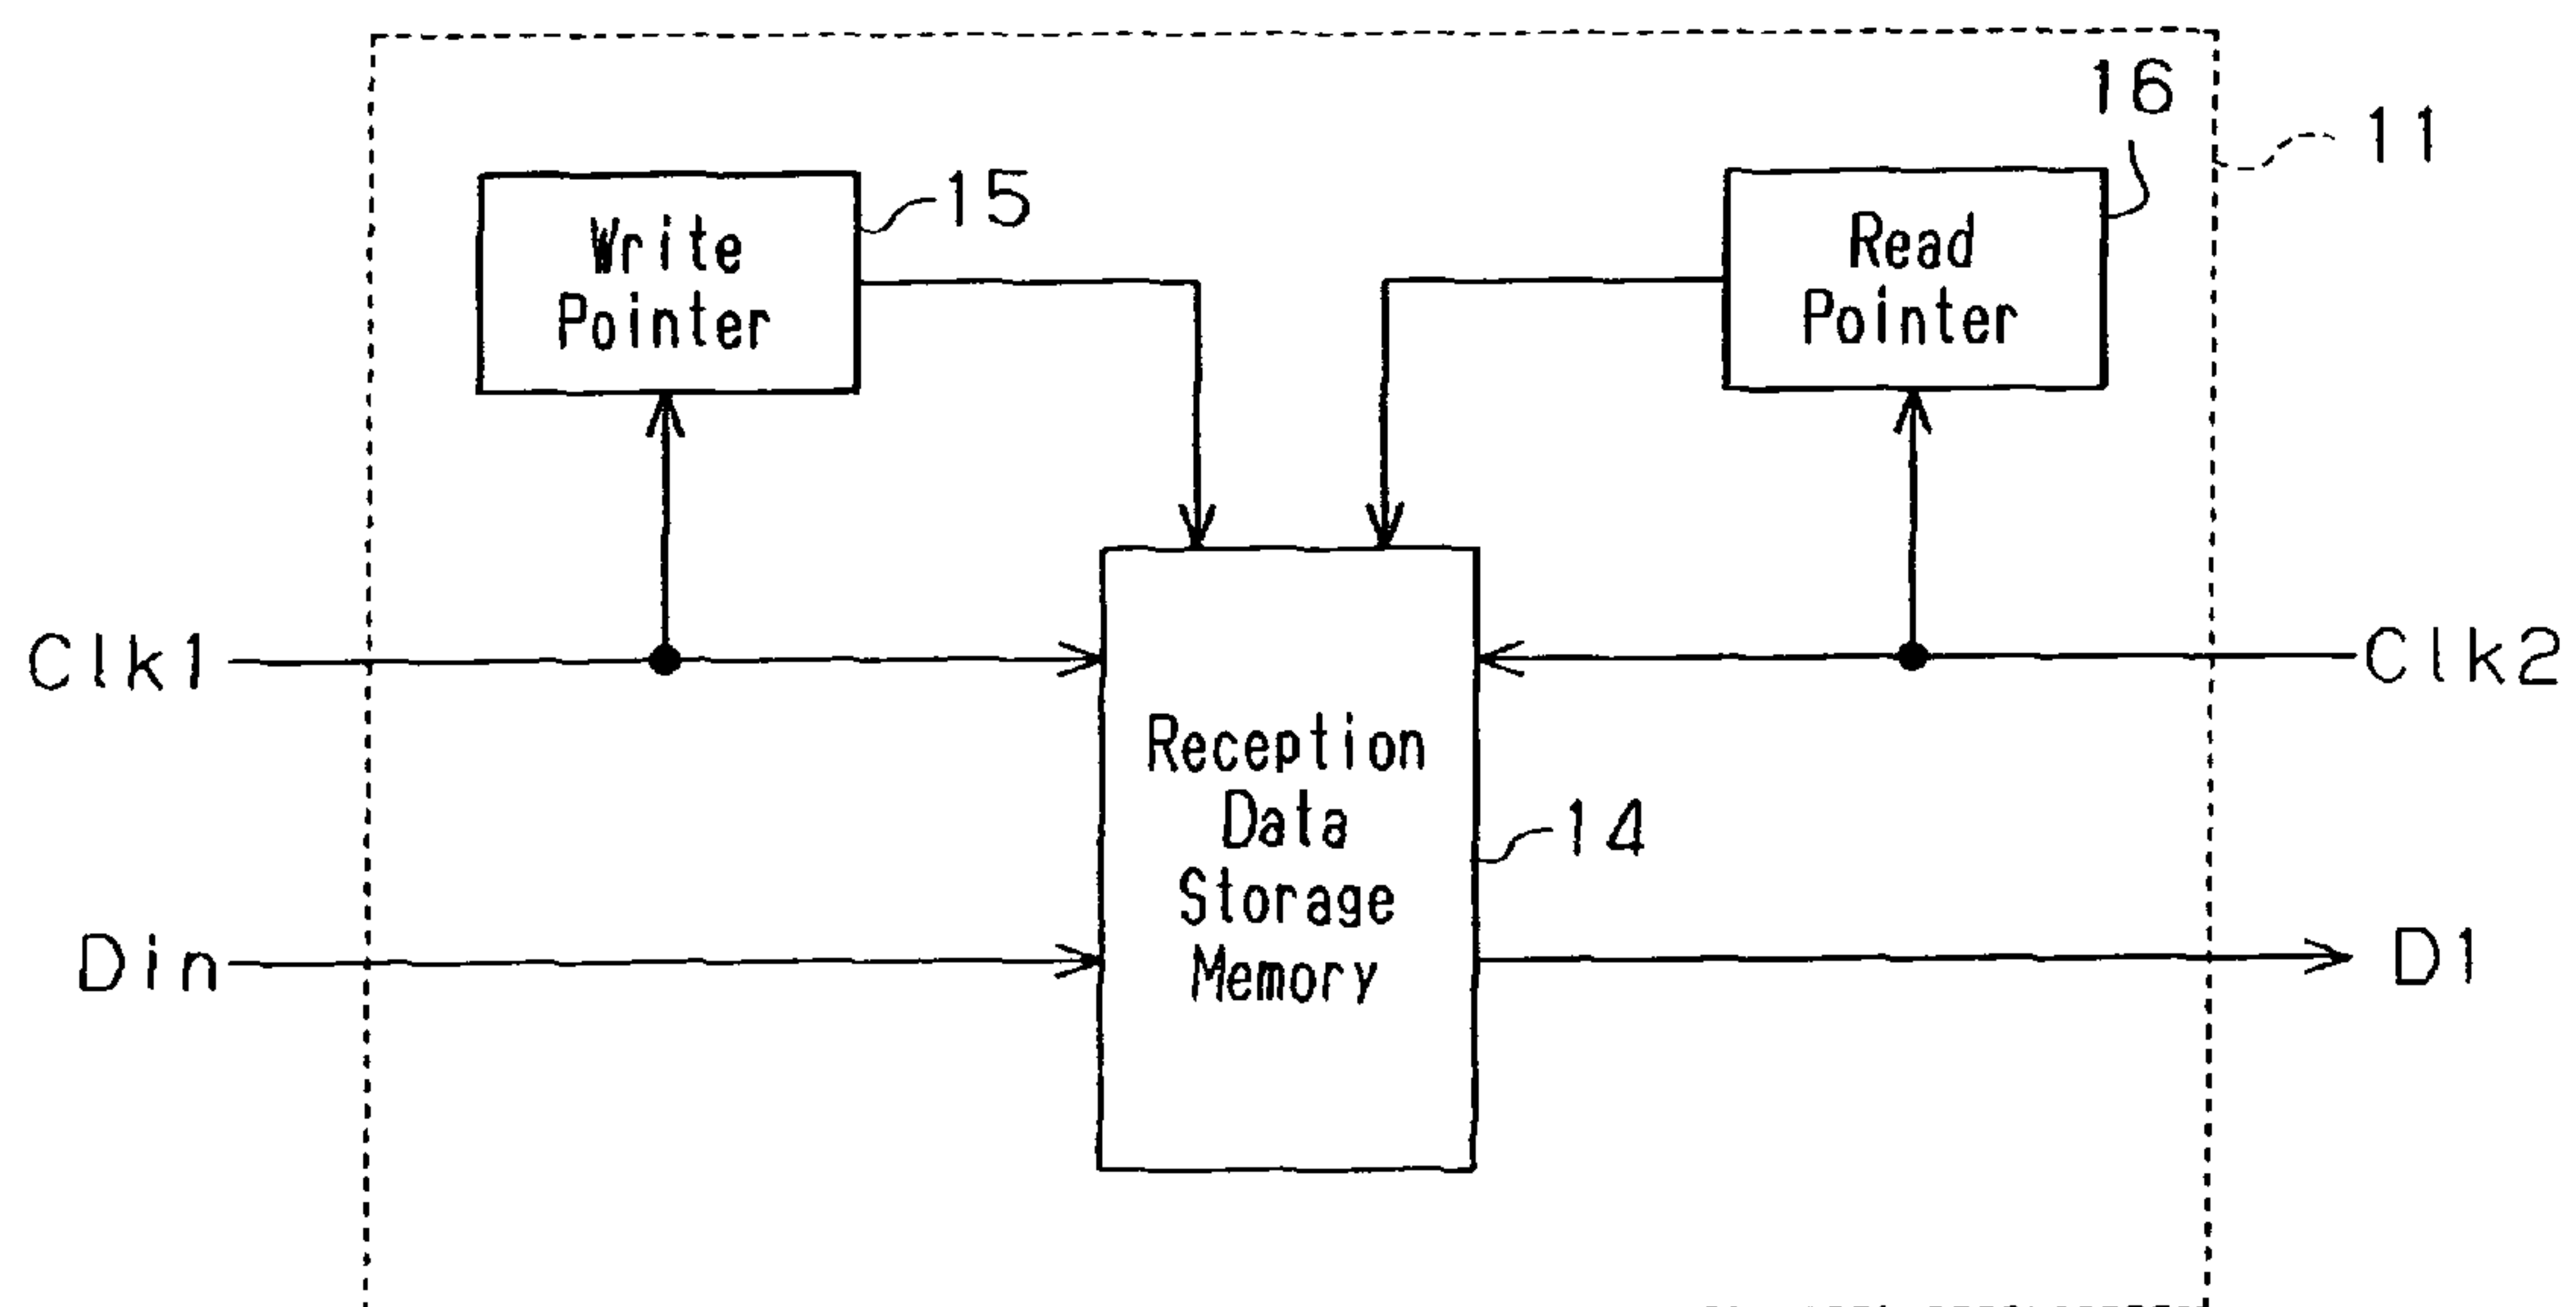 16
11
15
Write
Pointer
Read
Pointer
Clk1
Clk2
Reception
Data
Storage
Memory
14
Din
D1